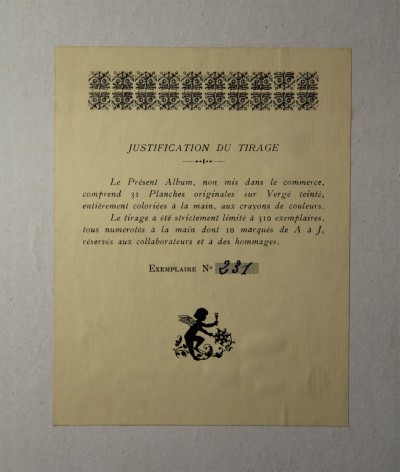 JUSTIFICATION DU TIRAGE
Le Présent Album, non mis dans le commerce,
comprend 31 Planches originales sur Vergé teinté,
entièrement coloriées à la main, aux crayons de couleurs.
Le tirage a été strictement limité à 310 exemplaires,
tous numérotés à la main dont 10 marqués de A à J,
réservés aux collaborateurs et à des hommages.
EXEMPLAIRE N° 231